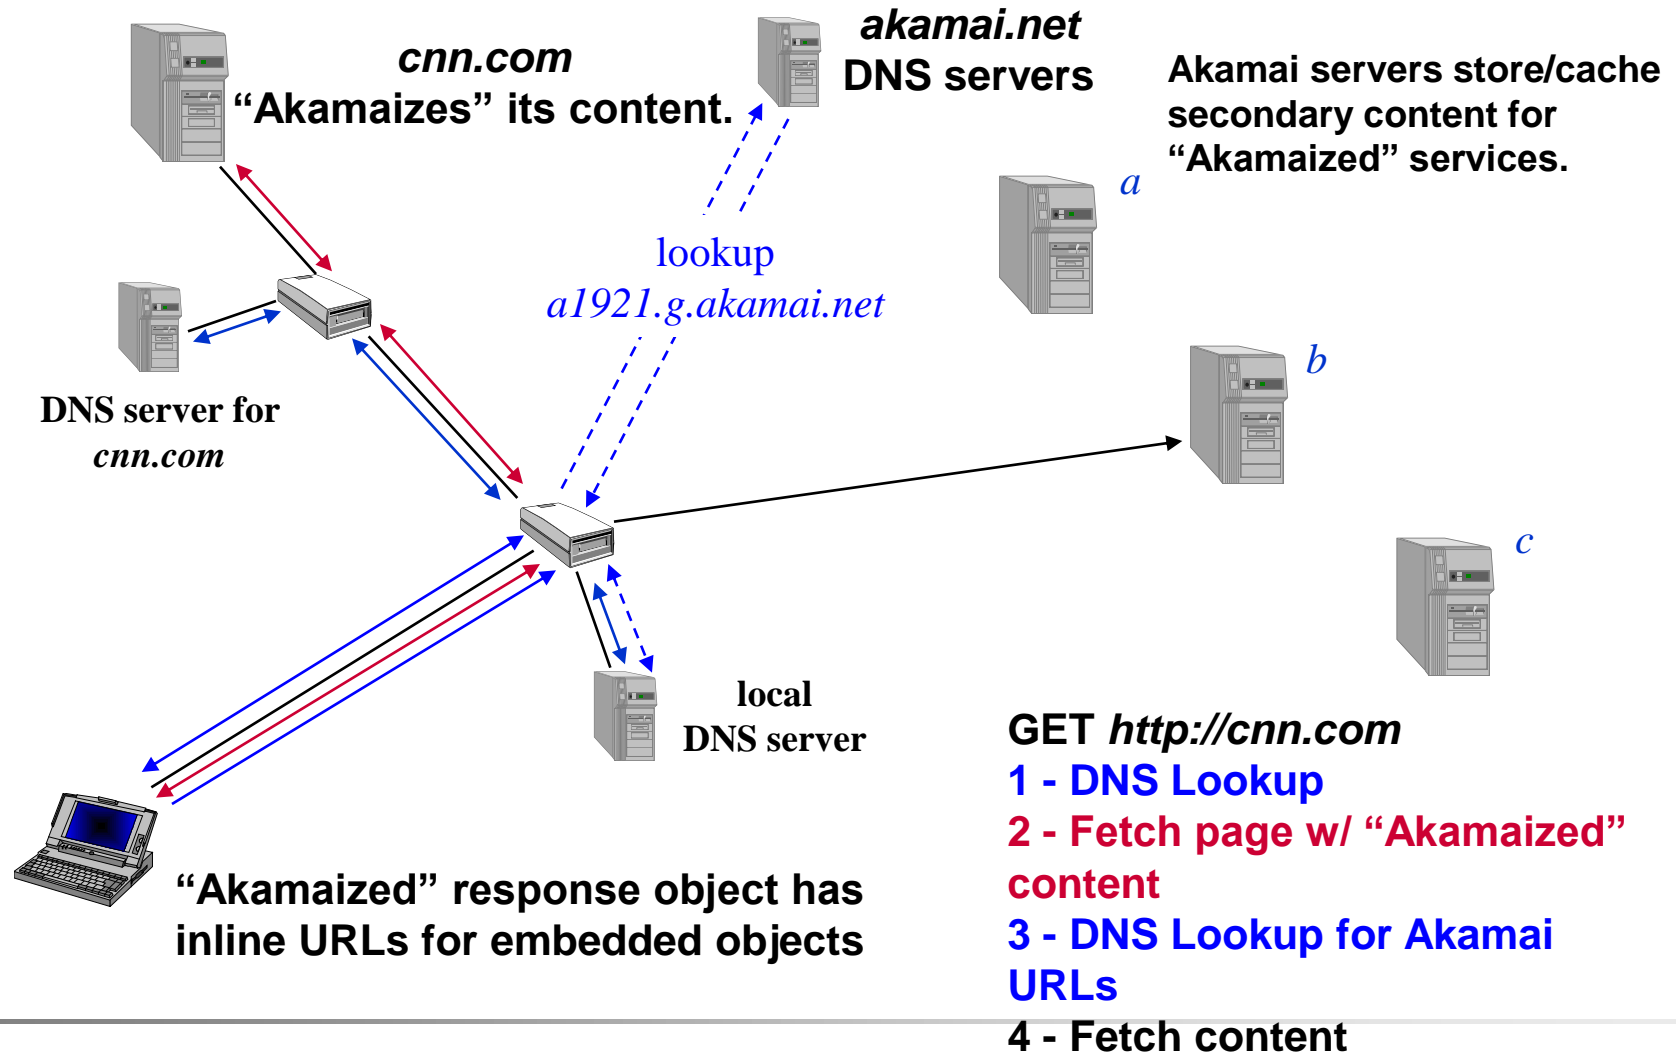 cnn.com
“Akamaizes” its content.
akamai.net
DNS servers
Akamai servers store/cache
secondary content for
“Akamaized” services.
a
lookup
a1921.g.akamai.net
b
DNS server for
cnn.com
c
local
DNS server
“Akamaized” response object has
inline URLs for embedded objects
GET http://cnn.com
1 - DNS Lookup
2 - Fetch page w/ “Akamaized”
content
3 - DNS Lookup for Akamai
URLs
4 - Fetch content